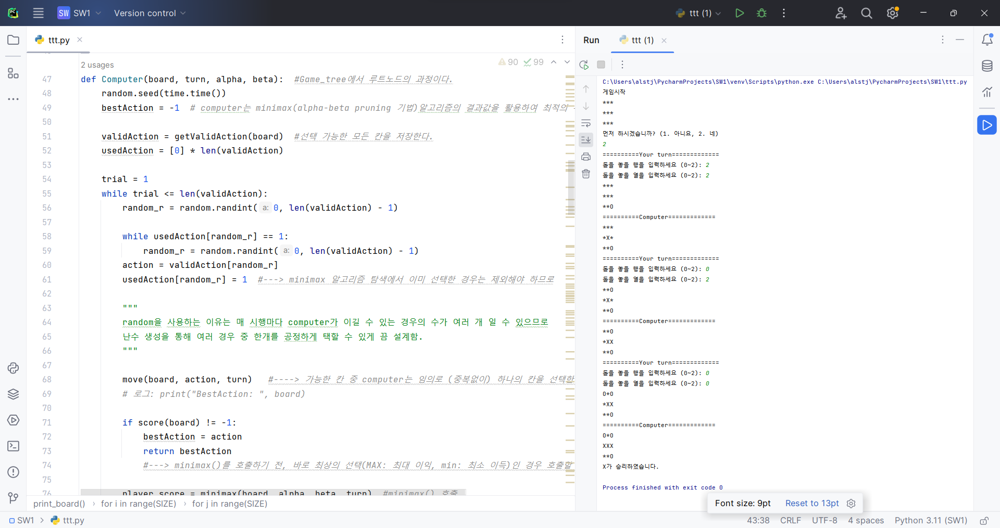 SW SW1 Version control ttt (1)
ttt.py
2 usages
90 99
47 def Computer(board, turn, alpha, beta): #Game_tree에서 루트노드의 과정이다.
48 random.seed(time.time())
49 bestAction = -1 # computer는 minimax(alpha-beta pruning 기법)알고리즘의 결과값을 활용하여 최적의
50
51 validAction = getValidAction(board) #선택 가능한 모든 칸을 저장한다.
52 usedAction = [0] * len(validAction)
53
54 trial = 1
55 while trial <= len(validAction):
56 random_r = random.randint( a: 0, len(validAction) - 1)
57
58 while usedAction[random_r] == 1:
59 random_r = random.randint( a: 0, len(validAction) - 1)
60 action = validAction[random_r]
61 usedAction[random_r] = 1 #---> minimax 알고리즘 탐색에서 이미 선택한 경우는 제외해야 하므로
62
63 """
64 random을 사용하는 이유는 매 시행마다 computer가 이길 수 있는 경우의 수가 여러 개 일 수 있으므로
65 난수 생성을 통해 여러 경우 중 한개를 공정하게 택할 수 있게 끔 설계함.
66 """
67
68 move(board, action, turn) #----> 가능한 칸 중 computer는 임의로 (중복없이) 하나의 칸을 선택한
69 # 로그: print("BestAction: ", board)
70
71 if score(board) != -1:
72 bestAction = action
73 return bestAction
74 #---> minimax()를 호출하기 전, 바로 최상의 선택(MAX: 최대 이익, min: 최소 이득)인 경우 호출할
75
76 player_score = minimax(board, alpha, beta, turn) #minimax() 호출
print_board() › for i in range(SIZE) › for j in range(SIZE)
Run ttt (1)
C:\Users\alstj\PycharmProjects\SW1\venv\Scripts\python.exe C:\Users\alstj\PycharmProjects\SW1\ttt.py
게임시작
***
***
***
먼저 하시겠습니까? (1. 아니요, 2. 네)
2
==========Your turn=============
돌을 놓을 행을 입력하세요 (0~2): 2
돌을 놓을 열을 입력하세요 (0~2): 2
***
***
**O
==========Computer=============
***
*X*
**O
==========Your turn=============
돌을 놓을 행을 입력하세요 (0~2): 0
돌을 놓을 열을 입력하세요 (0~2): 2
**O
*X*
**O
==========Computer=============
**O
*XX
**O
==========Your turn=============
돌을 놓을 행을 입력하세요 (0~2): 0
돌을 놓을 열을 입력하세요 (0~2): 0
O*O
*XX
**O
==========Computer=============
O*O
XXX
**O
X가 승리하였습니다.
Process finished with exit code 0
Font size: 9pt Reset to 13pt
SW1 > ttt.py
43:38 CRLF UTF-8 4 spaces Python 3.11 (SW1)